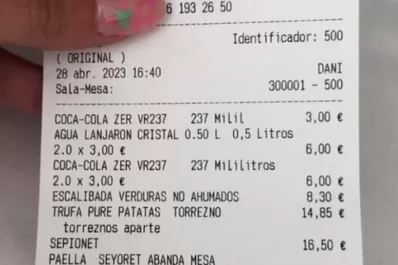 6 193 26 50
Identificador: 500
( ORIGINAL )
28 abr. 2023 16:40 DANI
Sala-Mesa: 300001 - 500
COCA-COLA ZER VR237 237 Milil 3,00 €
AGUA LANJARON CRISTAL 0.50 L 0,5 Litros
2.0 x 3,00 € 6,00 €
COCA-COLA ZER VR237 237 Mililitros
2.0 x 3,00 € 6,00 €
ESCALIBADA VERDURAS NO AHUMADOS 8,30 €
TRUFA PURE PATATAS TORREZNO 14,85 €
torreznos aparte
SEPIONET 16,50 €
PAELLA SEYORET ABANDA MESA